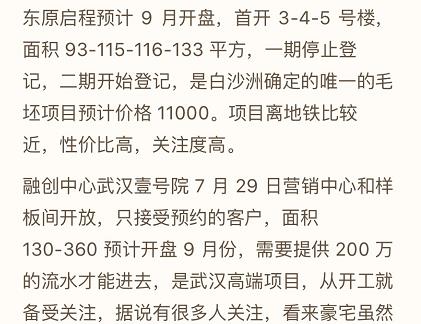 东原启程预计 9 月开盘，首开 3-4-5 号楼，
面积 93-115-116-133 平方，一期停止登
记，二期开始登记，是白沙洲确定的唯一的毛
坯项目预计价格 11000。项目离地铁比较
近，性价比高，关注度高。
融创中心武汉壹号院 7 月 29 日营销中心和样
板间开放，只接受预约的客户，面积
130-360 预计开盘 9 月份，需要提供 200 万
的流水才能进去，是武汉高端项目，从开工就
备受关注，据说有很多人关注，看来豪宅虽然